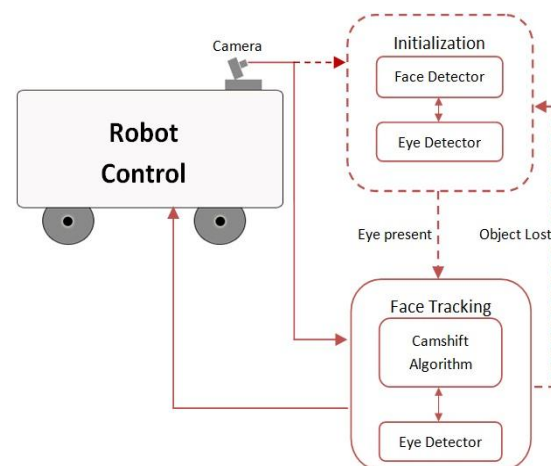 Camera
Robot
Control
Initialization
Face Detector
Eye Detector
Eye present
Object Lost
Face Tracking
Camshift
Algorithm
Eye Detector